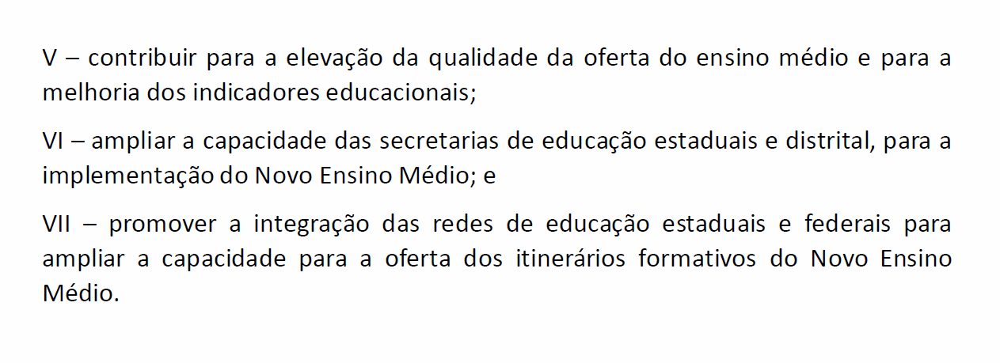 V – contribuir para a elevação da qualidade da oferta do ensino médio e para a
melhoria dos indicadores educacionais;
VI – ampliar a capacidade das secretarias de educação estaduais e distrital, para a
implementação do Novo Ensino Médio; e
VII – promover a integração das redes de educação estaduais e federais para
ampliar a capacidade para a oferta dos itinerários formativos do Novo Ensino
Médio.